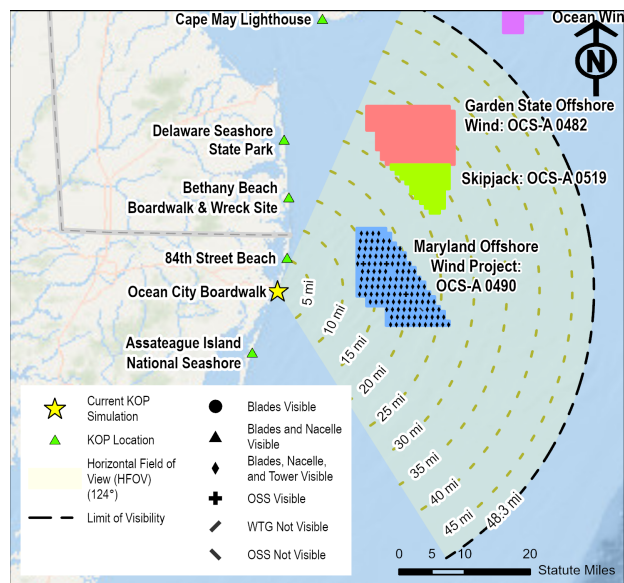 Cape May Lighthouse
Ocean Win
N
Garden State Offshore
Wind: OCS-A 0482
Delaware Seashore
State Park
Skipjack: OCS-A 0519
Bethany Beach
Boardwalk & Wreck Site
84th Street Beach
Maryland Offshore
Wind Project:
OCS-A 0490
Ocean City Boardwalk
Assateague Island
National Seashore
5 mi
10 mi
15 mi
20 mi
25 mi
30 mi
35 mi
40 mi
45 mi
48.3 mi
Current KOP
Simulation
KOP Location
Horizontal Field of
View (HFOV)
(124°)
Limit of Visibility
Blades Visible
Blades and Nacelle
Visible
Blades, Nacelle,
and Tower Visible
OSS Visible
WTG Not Visible
OSS Not Visible
0 5 10 20
Statute Miles